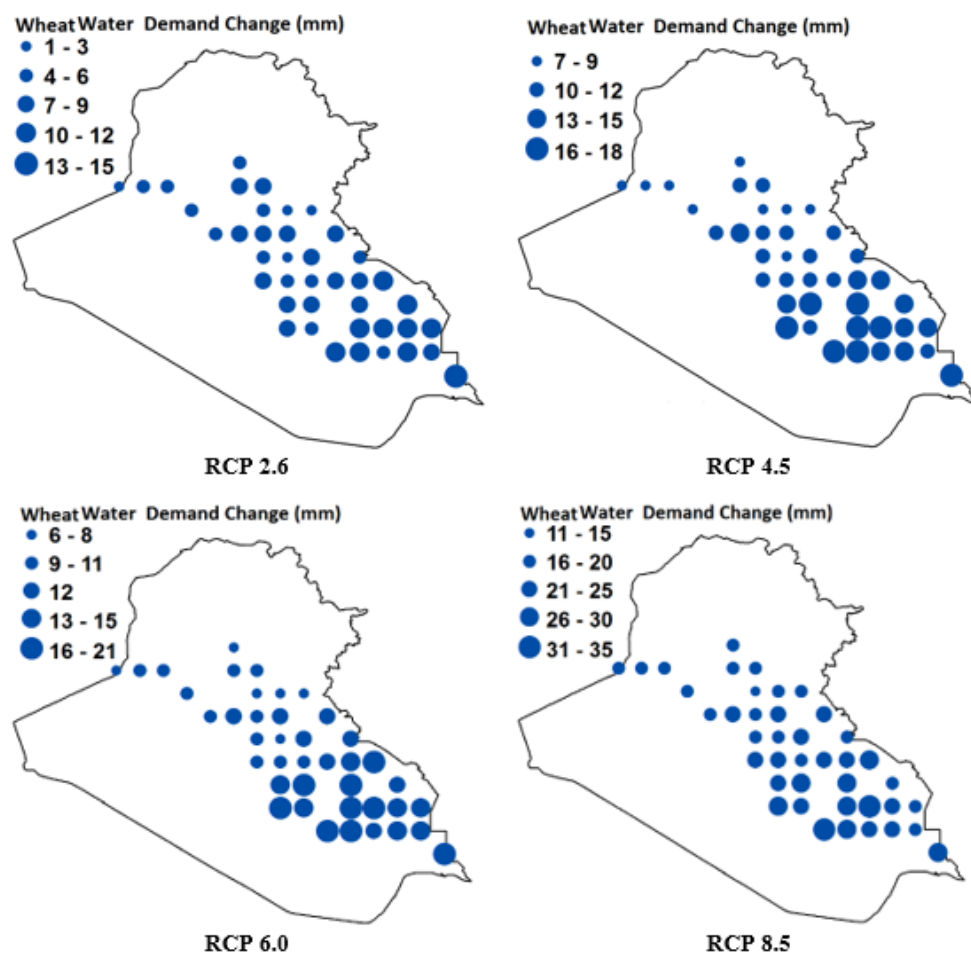 Wheat Water Demand Change (mm)
1 - 3
4 - 6
7 - 9
10 - 12
13 - 15
RCP 2.6
Wheat Water Demand Change (mm)
7 - 9
10 - 12
13 - 15
16 - 18
RCP 4.5
Wheat Water Demand Change (mm)
6 - 8
9 - 11
12
13 - 15
16 - 21
RCP 6.0
Wheat Water Demand Change (mm)
11 - 15
16 - 20
21 - 25
26 - 30
31 - 35
RCP 8.5